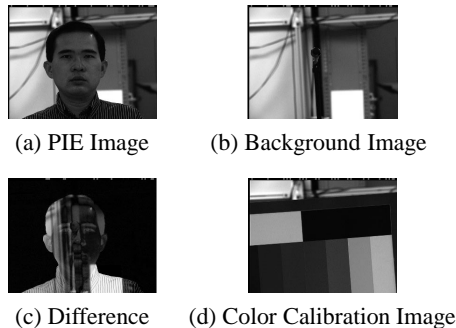 (a) PIE Image
(b) Background Image
(c) Difference
(d) Color Calibration Image